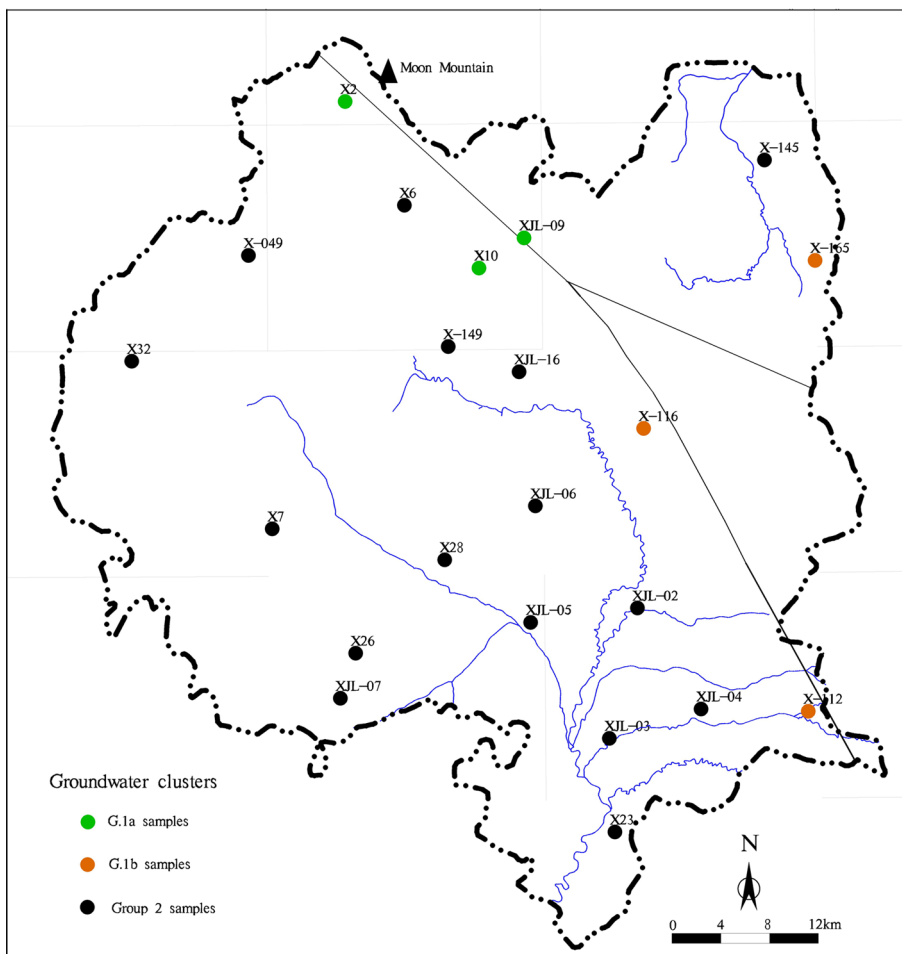 Moon Mountain
X2
X-145
X6
XJL-09
X-049
X10
X-165
X-149
X32
XJL-16
X-116
XJL-06
X7
X28
XJL-02
XJL-05
X26
XJL-07
XJL-04
X-112
XJL-03
X23
Groundwater clusters
G.1a samples
G.1b samples
Group 2 samples
N
0 4 8 12km